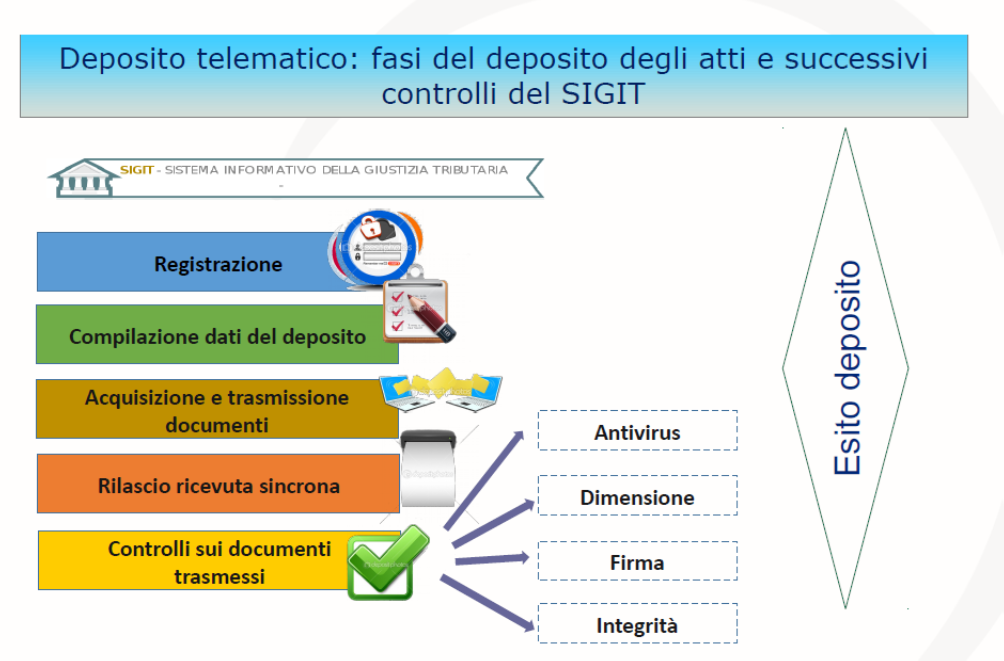 Deposito telematico: fasi del deposito degli atti e successivi
controlli del SIGIT
SIGIT - SISTEMA INFORMATIVO DELLA GIUSTIZIA TRIBUTARIA
-
Registrazione
Compilazione dati del deposito
Acquisizione e trasmissione
documenti
Rilascio ricevuta sincrona
Controlli sui documenti
trasmessi
Antivirus
Dimensione
Firma
Integrità
Esito deposito